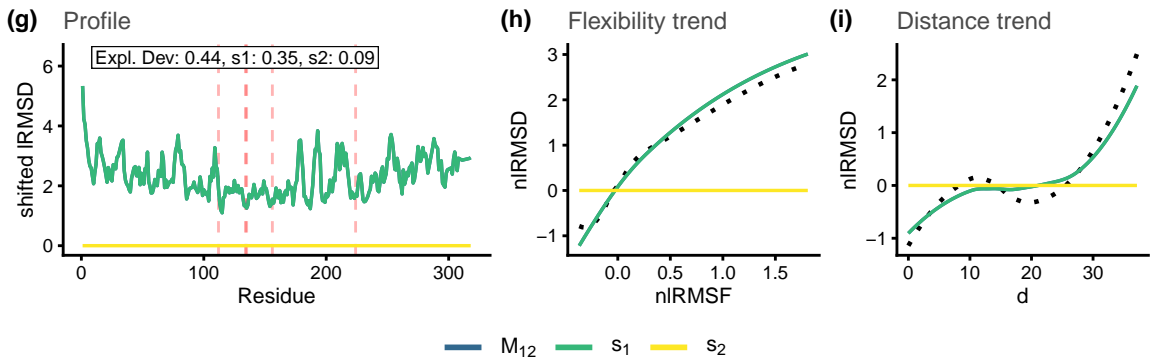 (g) Profile
Expl. Dev: 0.44, s1: 0.35, s2: 0.09
shifted lRMSD
6
4
2
0
0 100 200 300
Residue
(h) Flexibility trend
nlRMSD
3
2
1
0
−1
0.0 0.5 1.0 1.5
nlRMSF
(i) Distance trend
nlRMSD
2
1
0
−1
0 10 20 30
d
M12 s1 s2